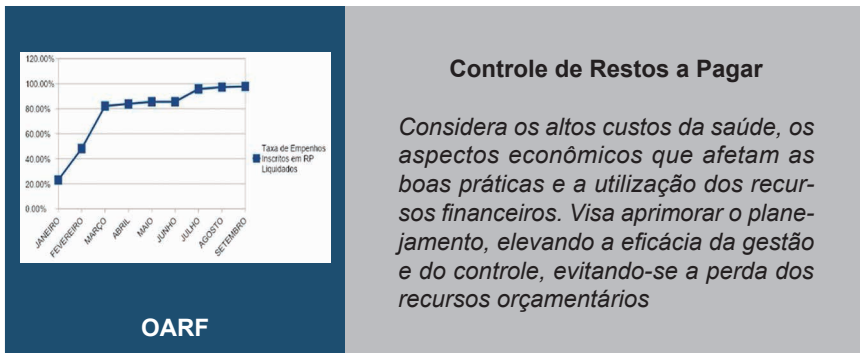 120.00%
100.00%
80.00%
60.00%
40.00%
20.00%
0.00%
JANEIRO
FEVEREIRO
MARÇO
ABRIL
MAIO
JUNHO
JULHO
AGOSTO
SETEMBRO
Taxa de Empenhos
Inscritos em RP
Liquidados
OARF
Controle de Restos a Pagar
Considera os altos custos da saúde, os
aspectos econômicos que afetam as
boas práticas e a utilização dos recur-
sos financeiros. Visa aprimorar o plane-
jamento, elevando a eficácia da gestão
e do controle, evitando-se a perda dos
recursos orçamentários